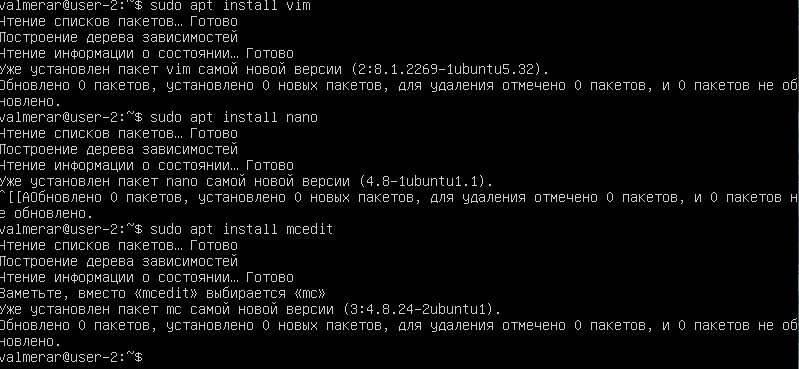 valmerar@user-2:~$ sudo apt install vim
Чтение списков пакетов… Готово
Построение дерева зависимостей
Чтение информации о состоянии… Готово
Уже установлен пакет vim самой новой версии (2:8.1.2269-1ubuntu5.32).
Обновлено 0 пакетов, установлено 0 новых пакетов, для удаления отмечено 0 пакетов, и 0 пакетов не об
новлено.
valmerar@user-2:~$ sudo apt install nano
Чтение списков пакетов… Готово
Построение дерева зависимостей
Чтение информации о состоянии… Готово
Уже установлен пакет nano самой новой версии (4.8-1ubuntu1.1).
^[[AОбновлено 0 пакетов, установлено 0 новых пакетов, для удаления отмечено 0 пакетов, и 0 пакетов н
е обновлено.
valmerar@user-2:~$ sudo apt install mcedit
Чтение списков пакетов… Готово
Построение дерева зависимостей
Чтение информации о состоянии… Готово
Заметьте, вместо «mcedit» выбирается «mc»
Уже установлен пакет mc самой новой версии (3:4.8.24-2ubuntu1).
Обновлено 0 пакетов, установлено 0 новых пакетов, для удаления отмечено 0 пакетов, и 0 пакетов не об
новлено.
valmerar@user-2:~$